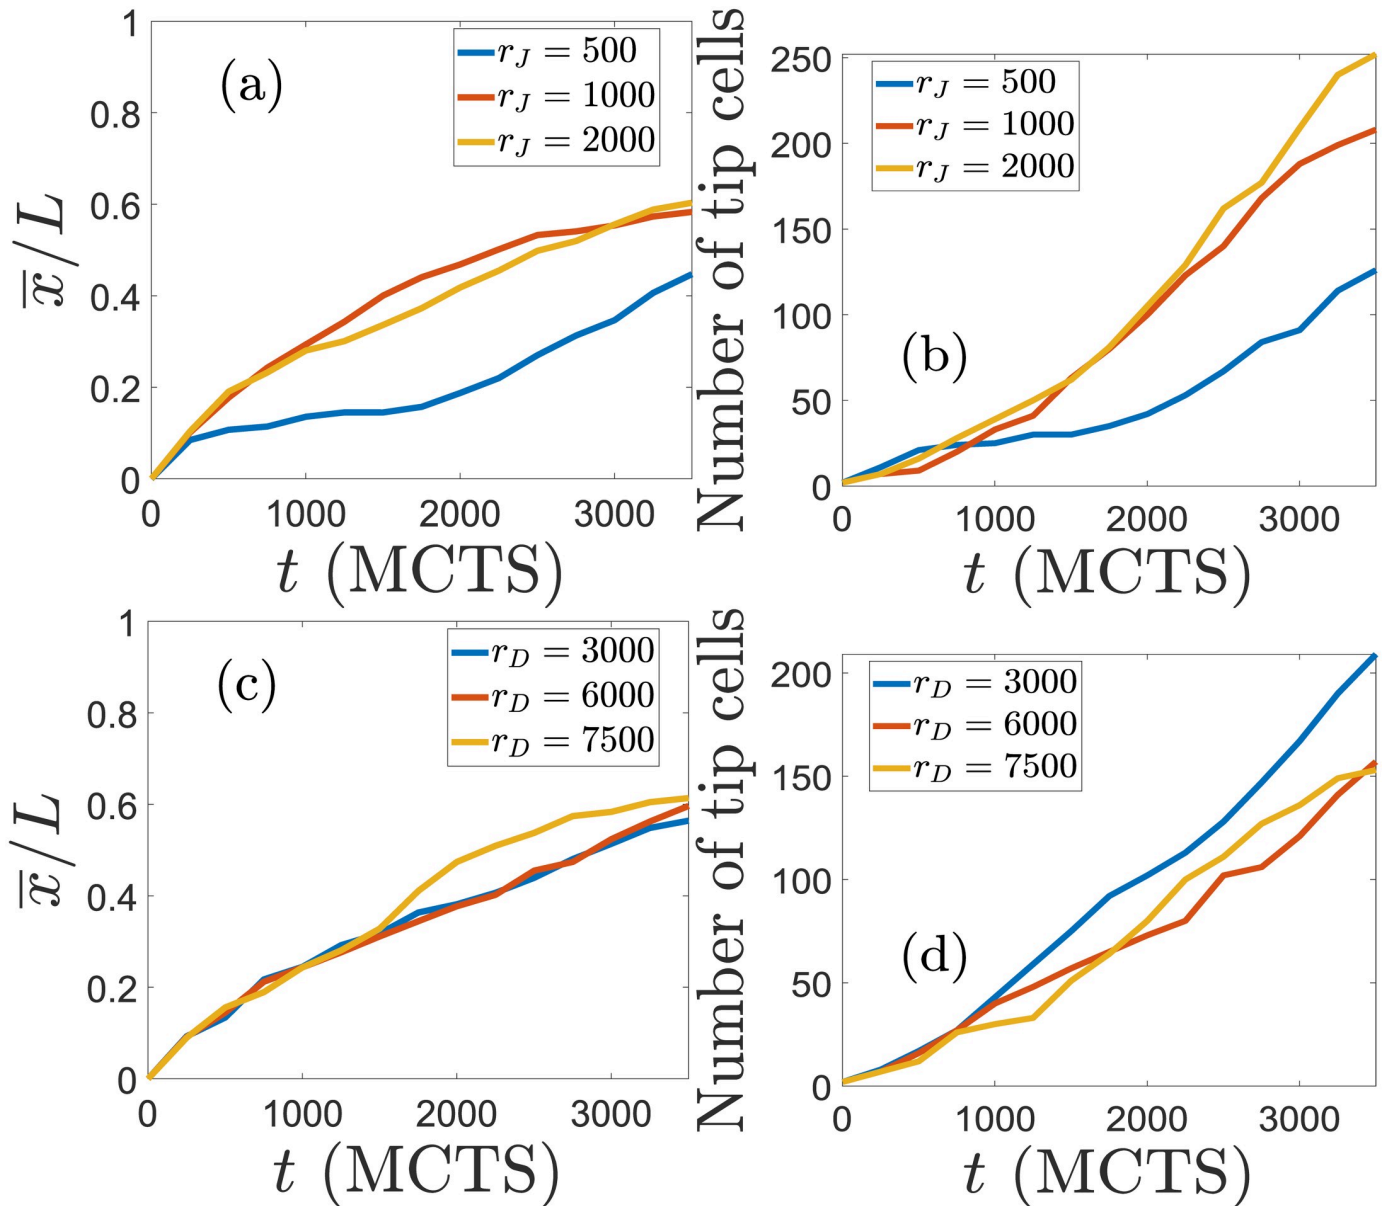 (a)
r_J = 500
r_J = 1000
r_J = 2000
1
0.8
0.6
0.4
0.2
0
x̅/L
0 1000 2000 3000
t (MCTS)
(b)
r_J = 500
r_J = 1000
r_J = 2000
250
200
150
100
50
0
Number of tip cells
0 1000 2000 3000
t (MCTS)
(c)
r_D = 3000
r_D = 6000
r_D = 7500
1
0.8
0.6
0.4
0.2
0
x̅/L
0 1000 2000 3000
t (MCTS)
(d)
r_D = 3000
r_D = 6000
r_D = 7500
200
150
100
50
0
Number of tip cells
0 1000 2000 3000
t (MCTS)